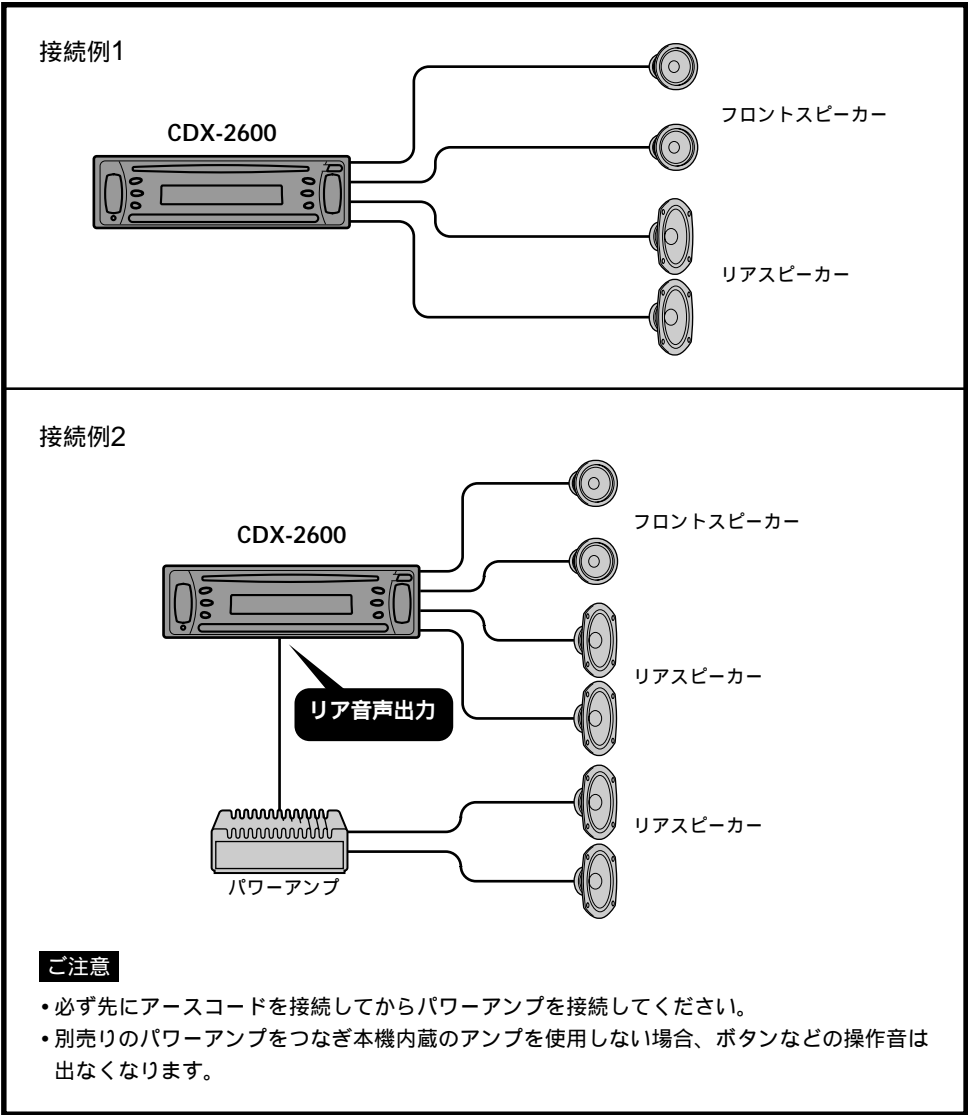 接続例1
CDX-2600
フロントスピーカー
リアスピーカー
接続例2
CDX-2600
フロントスピーカー
リアスピーカー
リア音声出力
リアスピーカー
パワーアンプ
ご注意
•必ず先にアースコードを接続してからパワーアンプを接続してください。
•別売りのパワーアンプをつなぎ本機内蔵のアンプを使用しない場合、ボタンなどの操作音は
出なくなります。